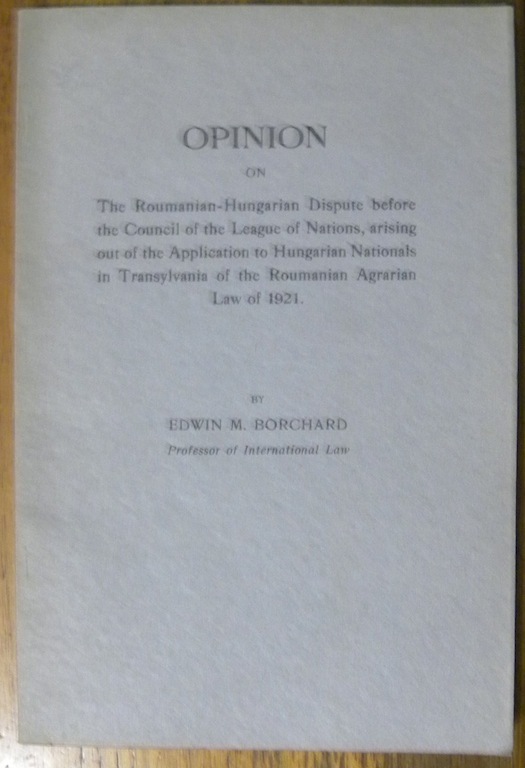 OPINION
ON
The Roumanian-Hungarian Dispute before
the Council of the League of Nations, arising
out of the Application to Hungarian Nationals
in Transylvania of the Roumanian Agrarian
Law of 1921.
BY
EDWIN M. BORCHARD
Professor of International Law